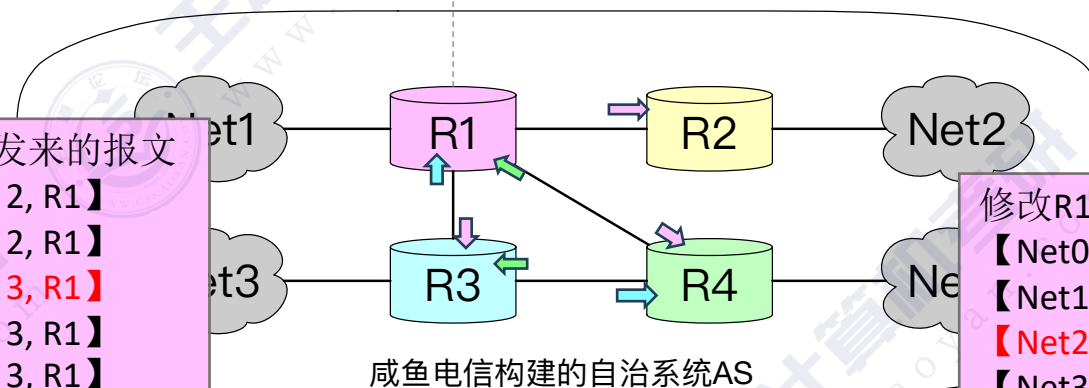 Net1
R1
R2
Net2
发来的报文
2, R1】
2, R1】
3, R1】
3, R1】
3, R1】
et3
R3
R4
Ne
修改R1
【Net0
【Net1
【Net2
【Net3
咸鱼电信构建的自治系统AS